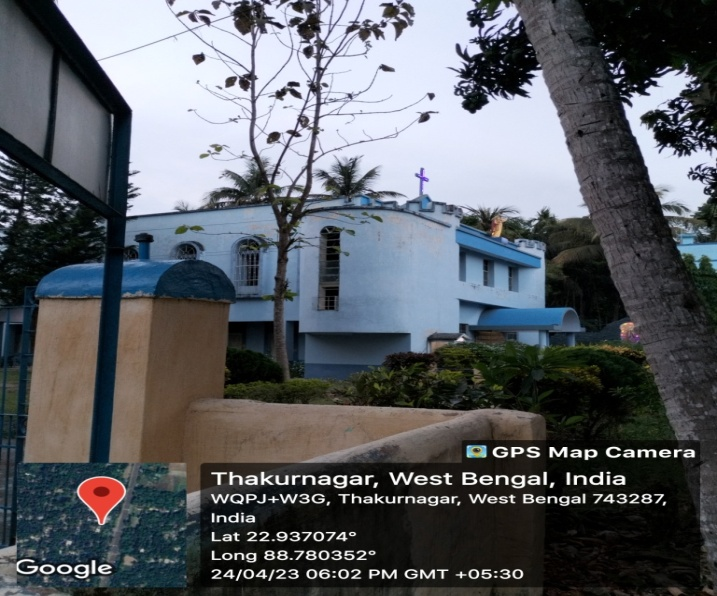 GPS Map Camera
Thakurnagar, West Bengal, India
WQPJ+W3G, Thakurnagar, West Bengal 743287,
India
Lat 22.937074°
Long 88.780352°
24/04/23 06:02 PM GMT +05:30
Google